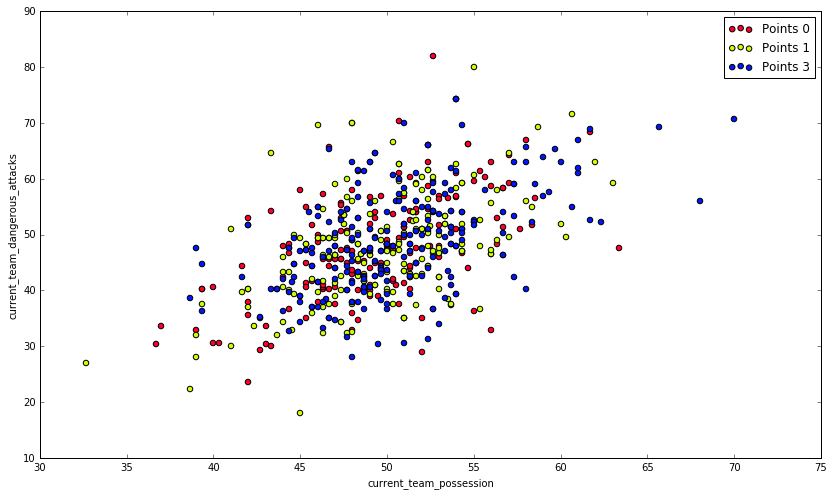 90
80
70
60
50
40
30
20
10
30 35 40 45 50 55 60 65 70 75
current_team_dangerous_attacks
current_team_possession
Points 0
Points 1
Points 3